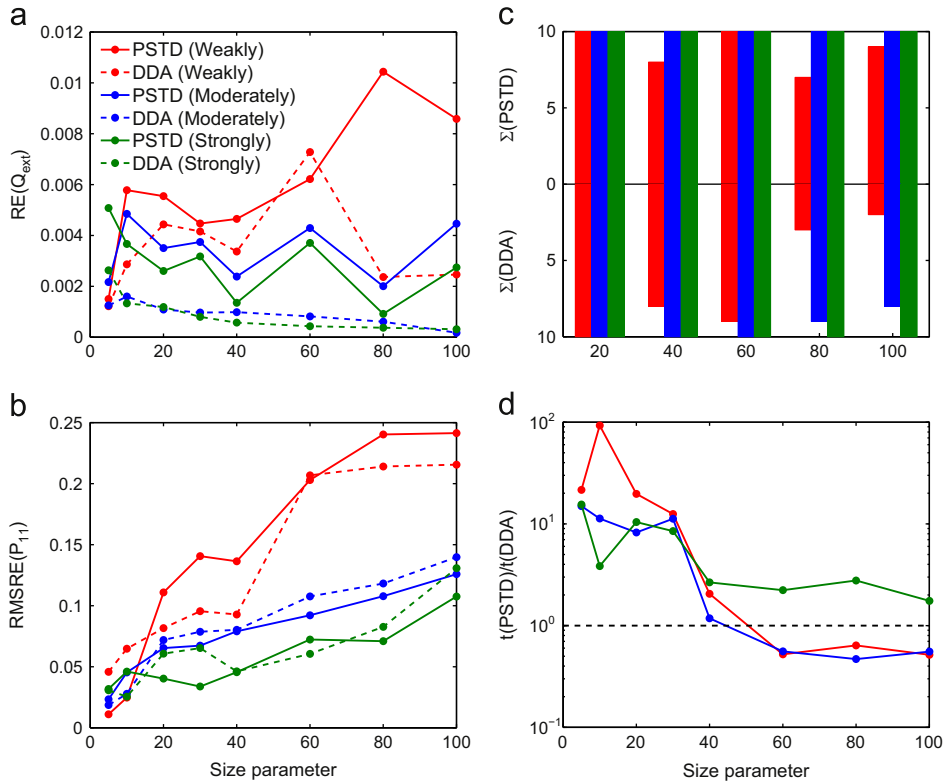 a
0.012
0.01
0.008
0.006
0.004
0.002
0
RE(Q_ext)
PSTD (Weakly)
DDA (Weakly)
PSTD (Moderately)
DDA (Moderately)
PSTD (Strongly)
DDA (Strongly)
0 20 40 60 80 100
c
10
5
0
5
10
Σ(PSTD)
Σ(DDA)
20 40 60 80 100
b
0.25
0.2
0.15
0.1
0.05
0
RMSRE(P_11)
0 20 40 60 80 100
Size parameter
d
10^2
10^1
10^0
10^-1
t(PSTD)/t(DDA)
0 20 40 60 80 100
Size parameter